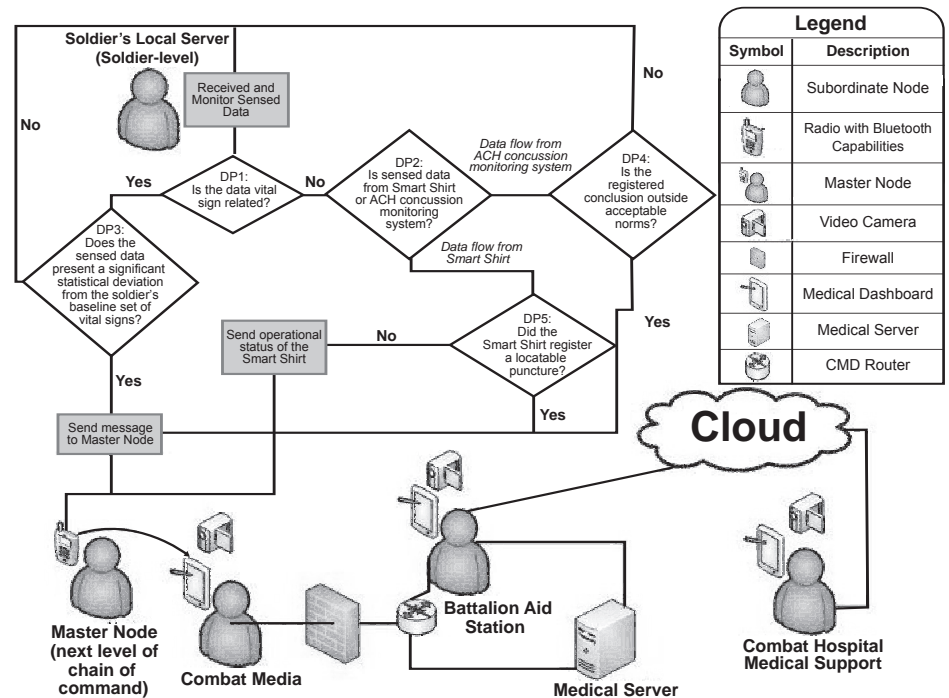 Soldier's Local Server
(Soldier-level)
Received and
Monitor Sensed
Data
No
No
Yes
DP1:
Is the data vital
sign related?
No
DP2:
Is sensed data
from Smart Shirt
or ACH concussion
monitoring
system?
Data flow from
ACH concussion
monitoring system
DP4:
Is the
registered
conclusion outside
acceptable
norms?
Data flow from
Smart Shirt
DP3:
Does the
sensed data
present a significant
statistical deviation
from the soldier's
baseline set of
vital signs?
Send operational
status of the
Smart Shirt
No
DP5:
Did the
Smart Shirt register
a locatable
puncture?
Yes
Yes
Yes
Send message
to Master Node
Legend
Symbol
Description
Subordinate Node
Radio with Bluetooth
Capabilities
Master Node
Video Camera
Firewall
Medical Dashboard
Medical Server
CMD Router
Cloud
Master Node
(next level of
chain of
command)
Combat Media
Battalion Aid
Station
Medical Server
Combat Hospital
Medical Support